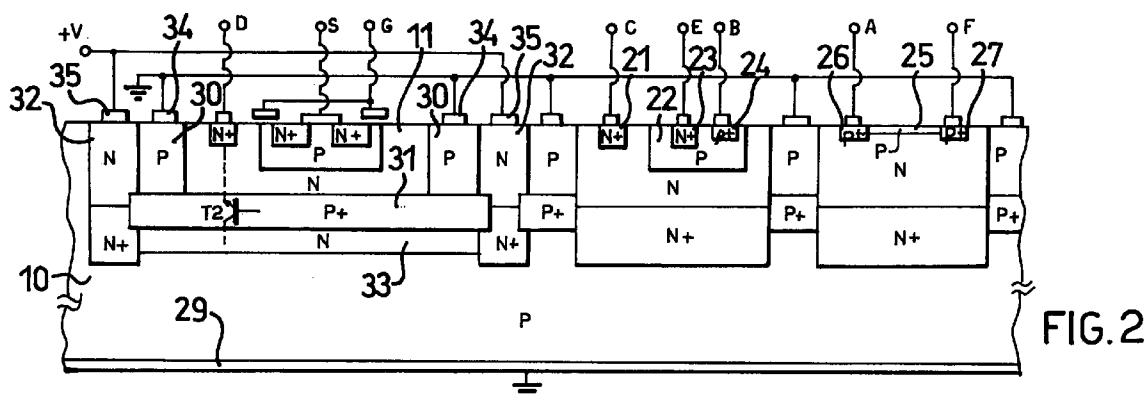 +V 34 D S G 11 34 35 32 C E B A F
35 30 30 21 23 24 26 25 27
32 22
N+ N+ N+ N+ N+ P+ P+ P+
N P P P N P P P P P
N 31 N N
T2 P+ P+ P+ P+
N+ N N+ N+ N+
10 33
29 P
FIG.2